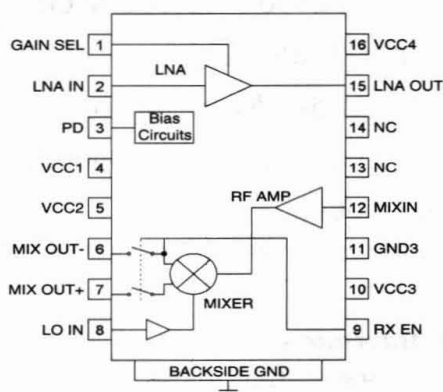 GAIN SEL 1
LNA IN 2
PD 3
VCC1 4
VCC2 5
MIX OUT- 6
MIX OUT+ 7
LO IN 8
LNA
Bias
Circuits
RF AMP
MIXER
16 VCC4
15 LNA OUT
14 NC
13 NC
12 MIXIN
11 GND3
10 VCC3
9 RX EN
BACKSIDE GND